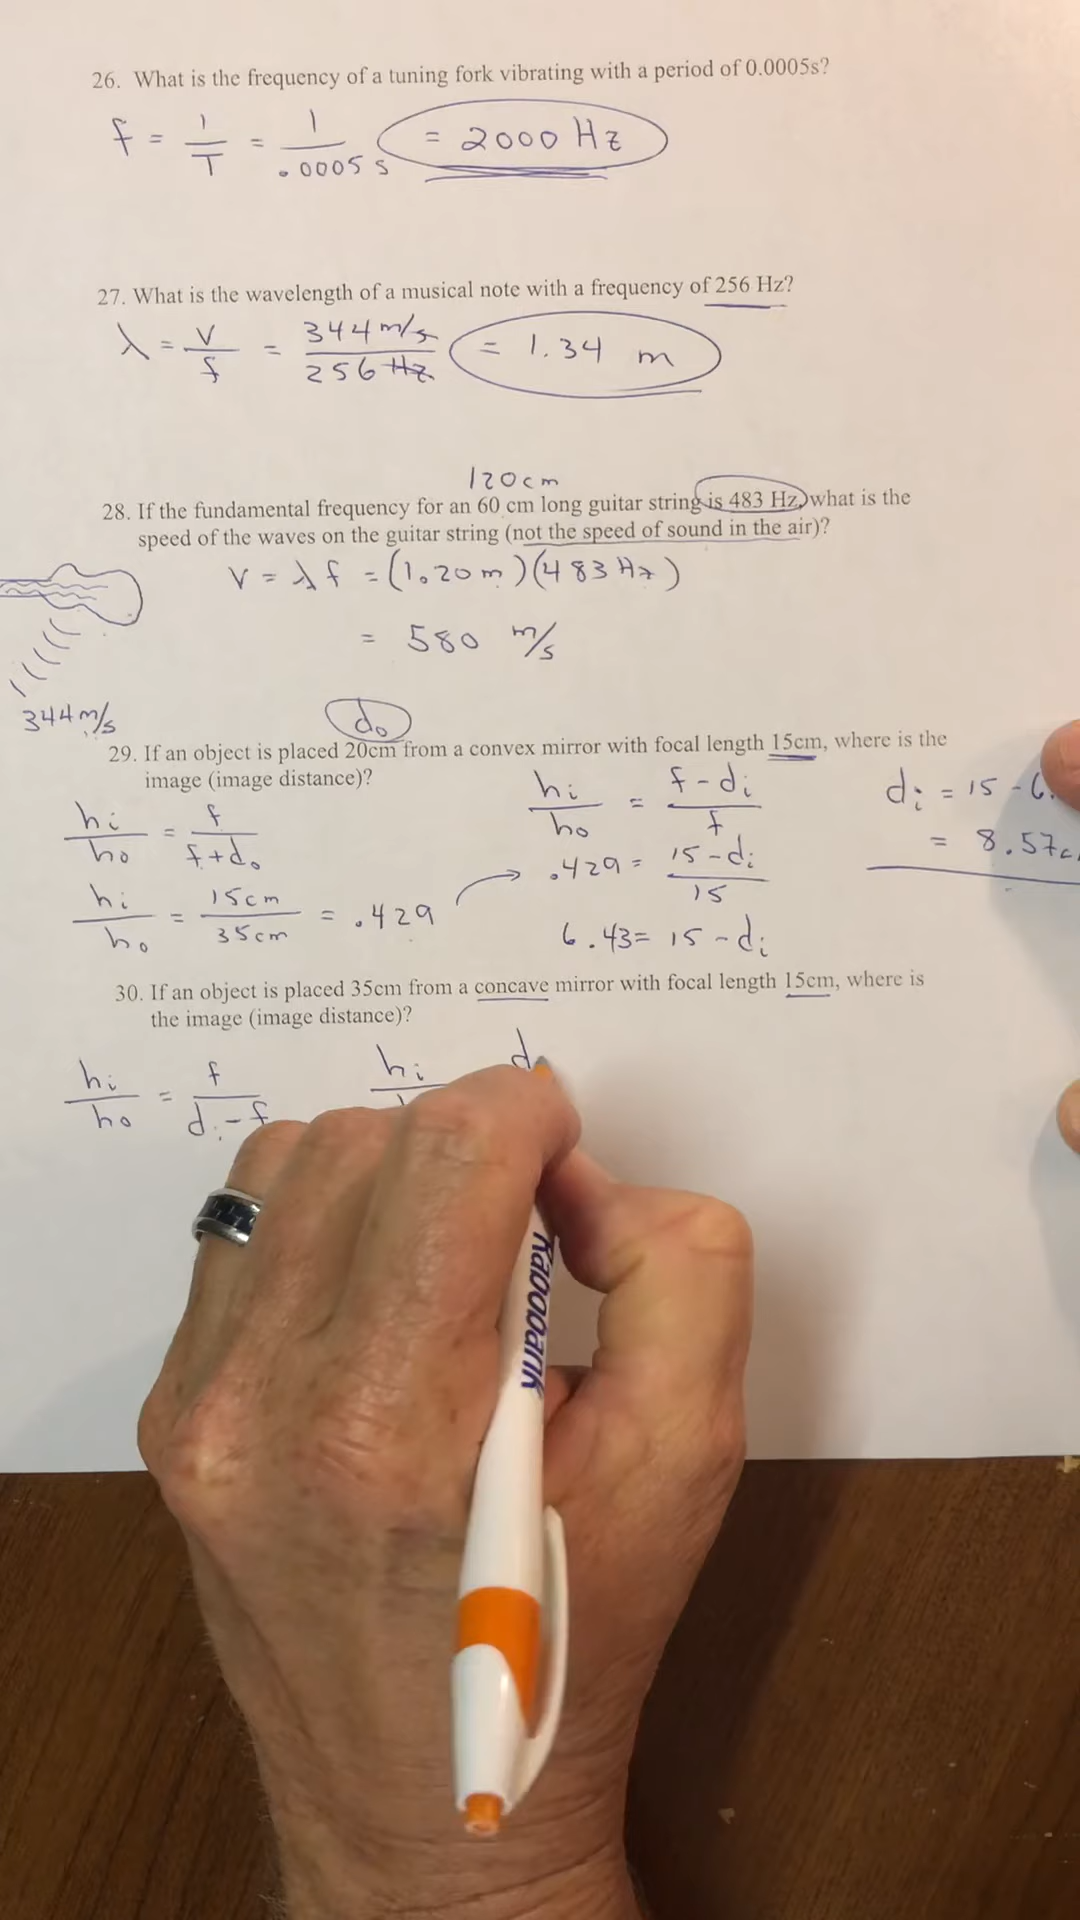 26. What is the frequency of a tuning fork vibrating with a period of 0.0005s?
f = 1/T = 1/.0005 s = 2000 Hz
27. What is the wavelength of a musical note with a frequency of 256 Hz?
λ = v/f = 344 m/s / 256 Hz = 1.34 m
120cm
28. If the fundamental frequency for an 60 cm long guitar string is 483 Hz, what is the
speed of the waves on the guitar string (not the speed of sound in the air)?
v = λ f = (1.20 m)(483 Hz)
= 580 m/s
344 m/s
do
29. If an object is placed 20cm from a convex mirror with focal length 15cm, where is the
image (image distance)?
hi/ho = f/(f+do)
hi/ho = 15cm/35cm = .429
hi/ho = (f-di)/f
.429 = (15-di)/15
6.43 = 15 - di
di = 15 - 6.
= 8.57c
30. If an object is placed 35cm from a concave mirror with focal length 15cm, where is
the image (image distance)?
hi/ho = f/(di-f)
hi
d
Rabobank